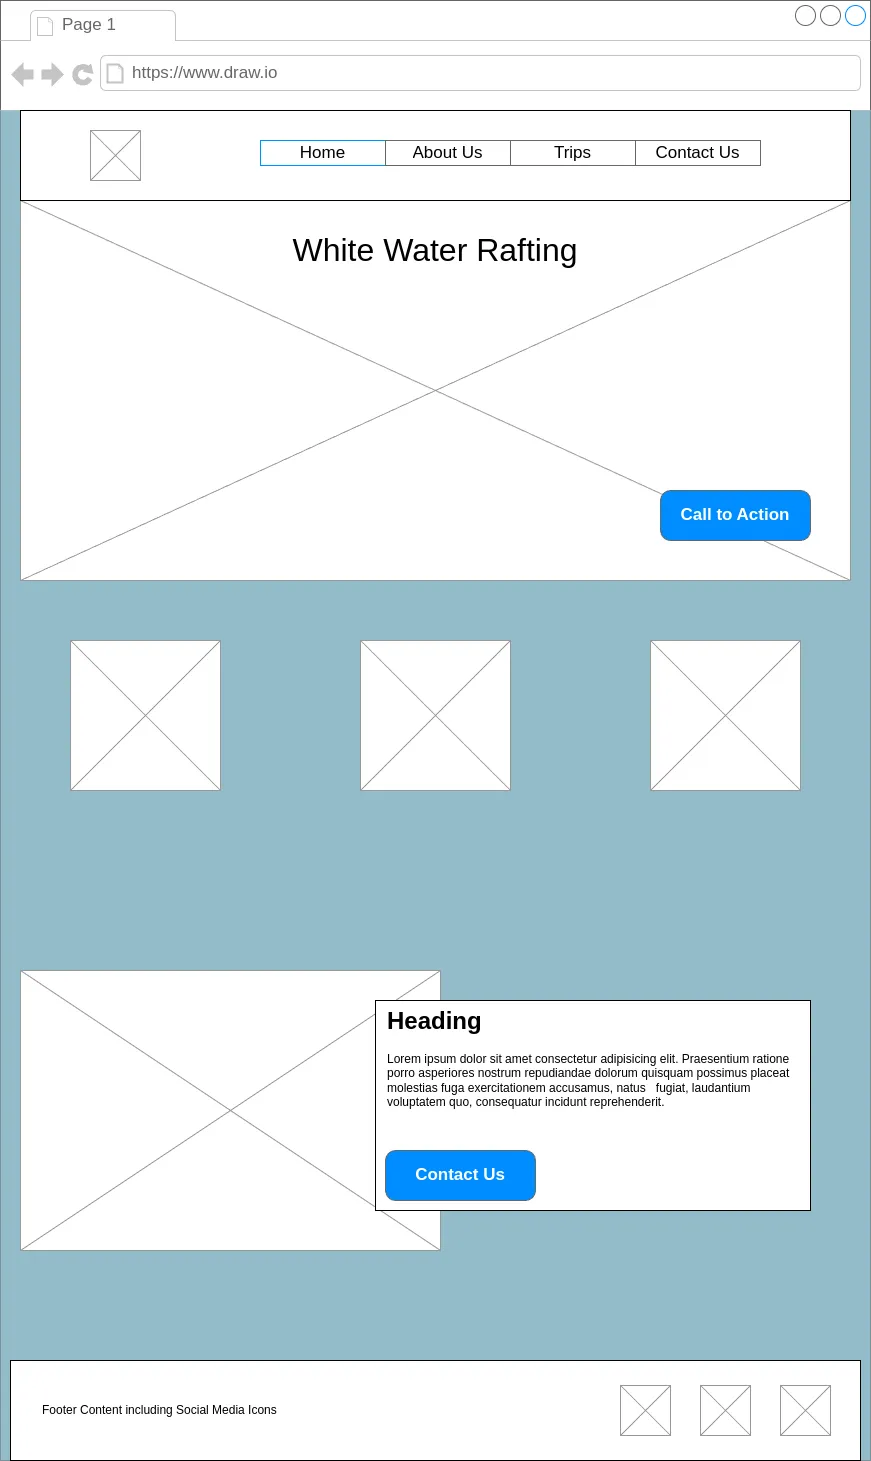 Page 1
https://www.draw.io
Home About Us Trips Contact Us
White Water Rafting
Call to Action
Heading
Lorem ipsum dolor sit amet consectetur adipisicing elit. Praesentium ratione
porro asperiores nostrum repudiandae dolorum quisquam possimus placeat
molestias fuga exercitationem accusamus, natus fugiat, laudantium
voluptatem quo, consequatur incidunt reprehenderit.
Contact Us
Footer Content including Social Media Icons